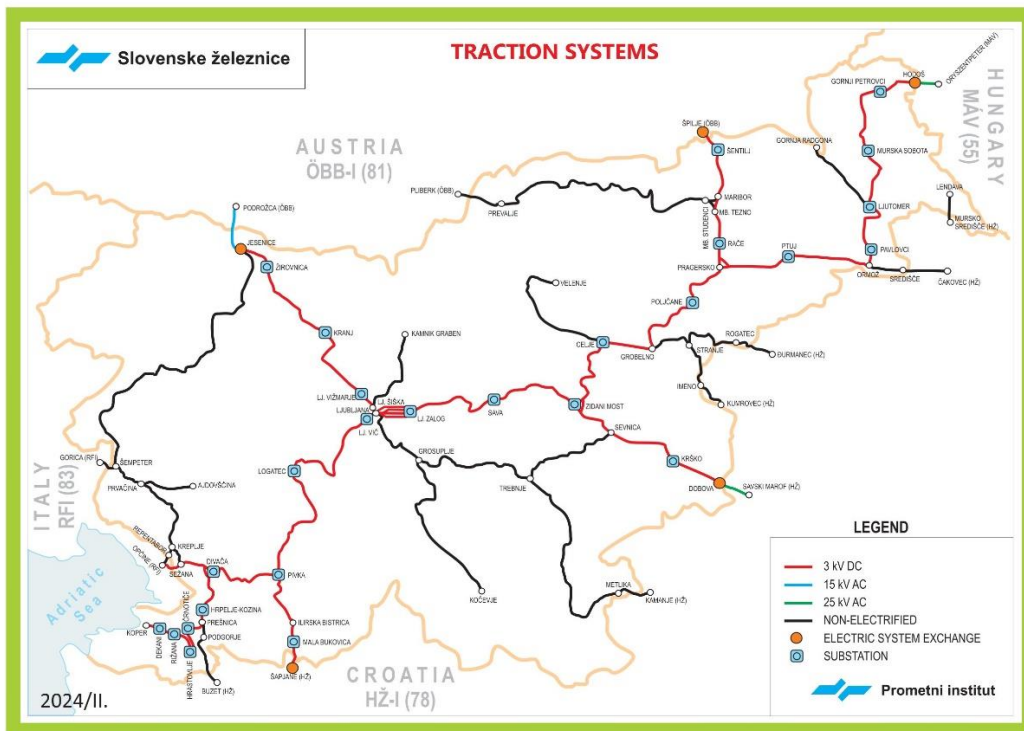 Slovenske železnice
TRACTION SYSTEMS
AUSTRIA
ÖBB-I (81)
HUNGARY
MÁV (55)
ITALY
RFI (83)
CROATIA
HŽ-I (78)
Adriatic
Sea
GORNJI PETROVCI
HODOŠ
ORYSZENTPETER (MÁV)
ŠPILJE (ÖBB)
ŠENTILJ
GORNJA RADGONA
MURSKA SOBOTA
PLIBERK (ÖBB)
PREVALJE
MARIBOR
MB. STUDENCI
MB. TEZNO
LJUTOMER
LENDAVA
MURSKO
SREDIŠČE (HŽ)
PODROŽCA (ÖBB)
JESENICE
ŽIROVNICA
RAČE
PTUJ
PAVLOVCI
PRAGERSKO
ORMOŽ
SREDIŠČE
ČAKOVEC (HŽ)
VELENJE
POLJČANE
KRANJ
KAMNIK GRABEN
CELJE
GROBELNO
STRANJE
ROGATEC
ĐURMANEC (HŽ)
IMENO
KUMROVEC (HŽ)
LJ. VIŽMARJE
LJ. ŠIŠKA
LJUBLJANA
LJ. ZALOG
LJ. VIČ
SAVA
ZIDANI MOST
SEVNICA
KRŠKO
DOBOVA
SAVSKI MAROF (HŽ)
GROSUPLJE
TREBNJE
LOGATEC
GORICA (RFI)
ŠEMPETER
PRVAČINA
AJDOVŠČINA
REPENTABOR
KREPLJE
OPČINE (RFI)
SEŽANA
DIVAČA
PIVKA
KOČEVJE
METLIKA
KAMANJE (HŽ)
HRPELJE-KOZINA
ČRNOTIČE
PREŠNICA
PODGORJE
KOPER
DEKANI
RIŽANA
HRASTOVLJE
BUZET (HŽ)
ILIRSKA BISTRICA
MALA BUKOVICA
ŠAPJANE (HŽ)
LEGEND
3 kV DC
15 kV AC
25 kV AC
NON-ELECTRIFIED
ELECTRIC SYSTEM EXCHANGE
SUBSTATION
Prometni institut
2024/II.